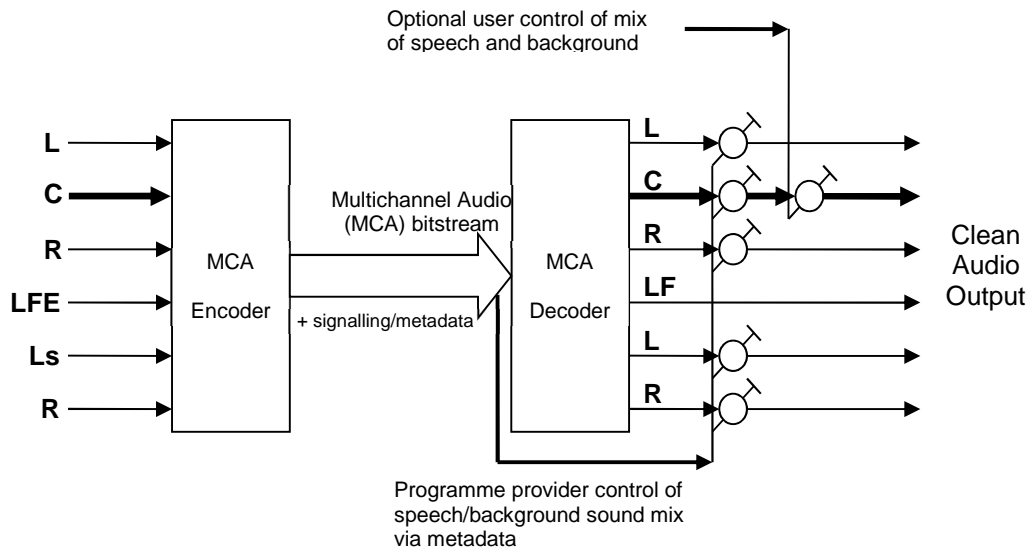 Optional user control of mix
of speech and background
L
C
R
LFE
Ls
R
MCA
Encoder
Multichannel Audio
(MCA) bitstream
+ signalling/metadata
MCA
Decoder
L
C
R
LF
L
R
Clean
Audio
Output
Programme provider control of
speech/background sound mix
via metadata